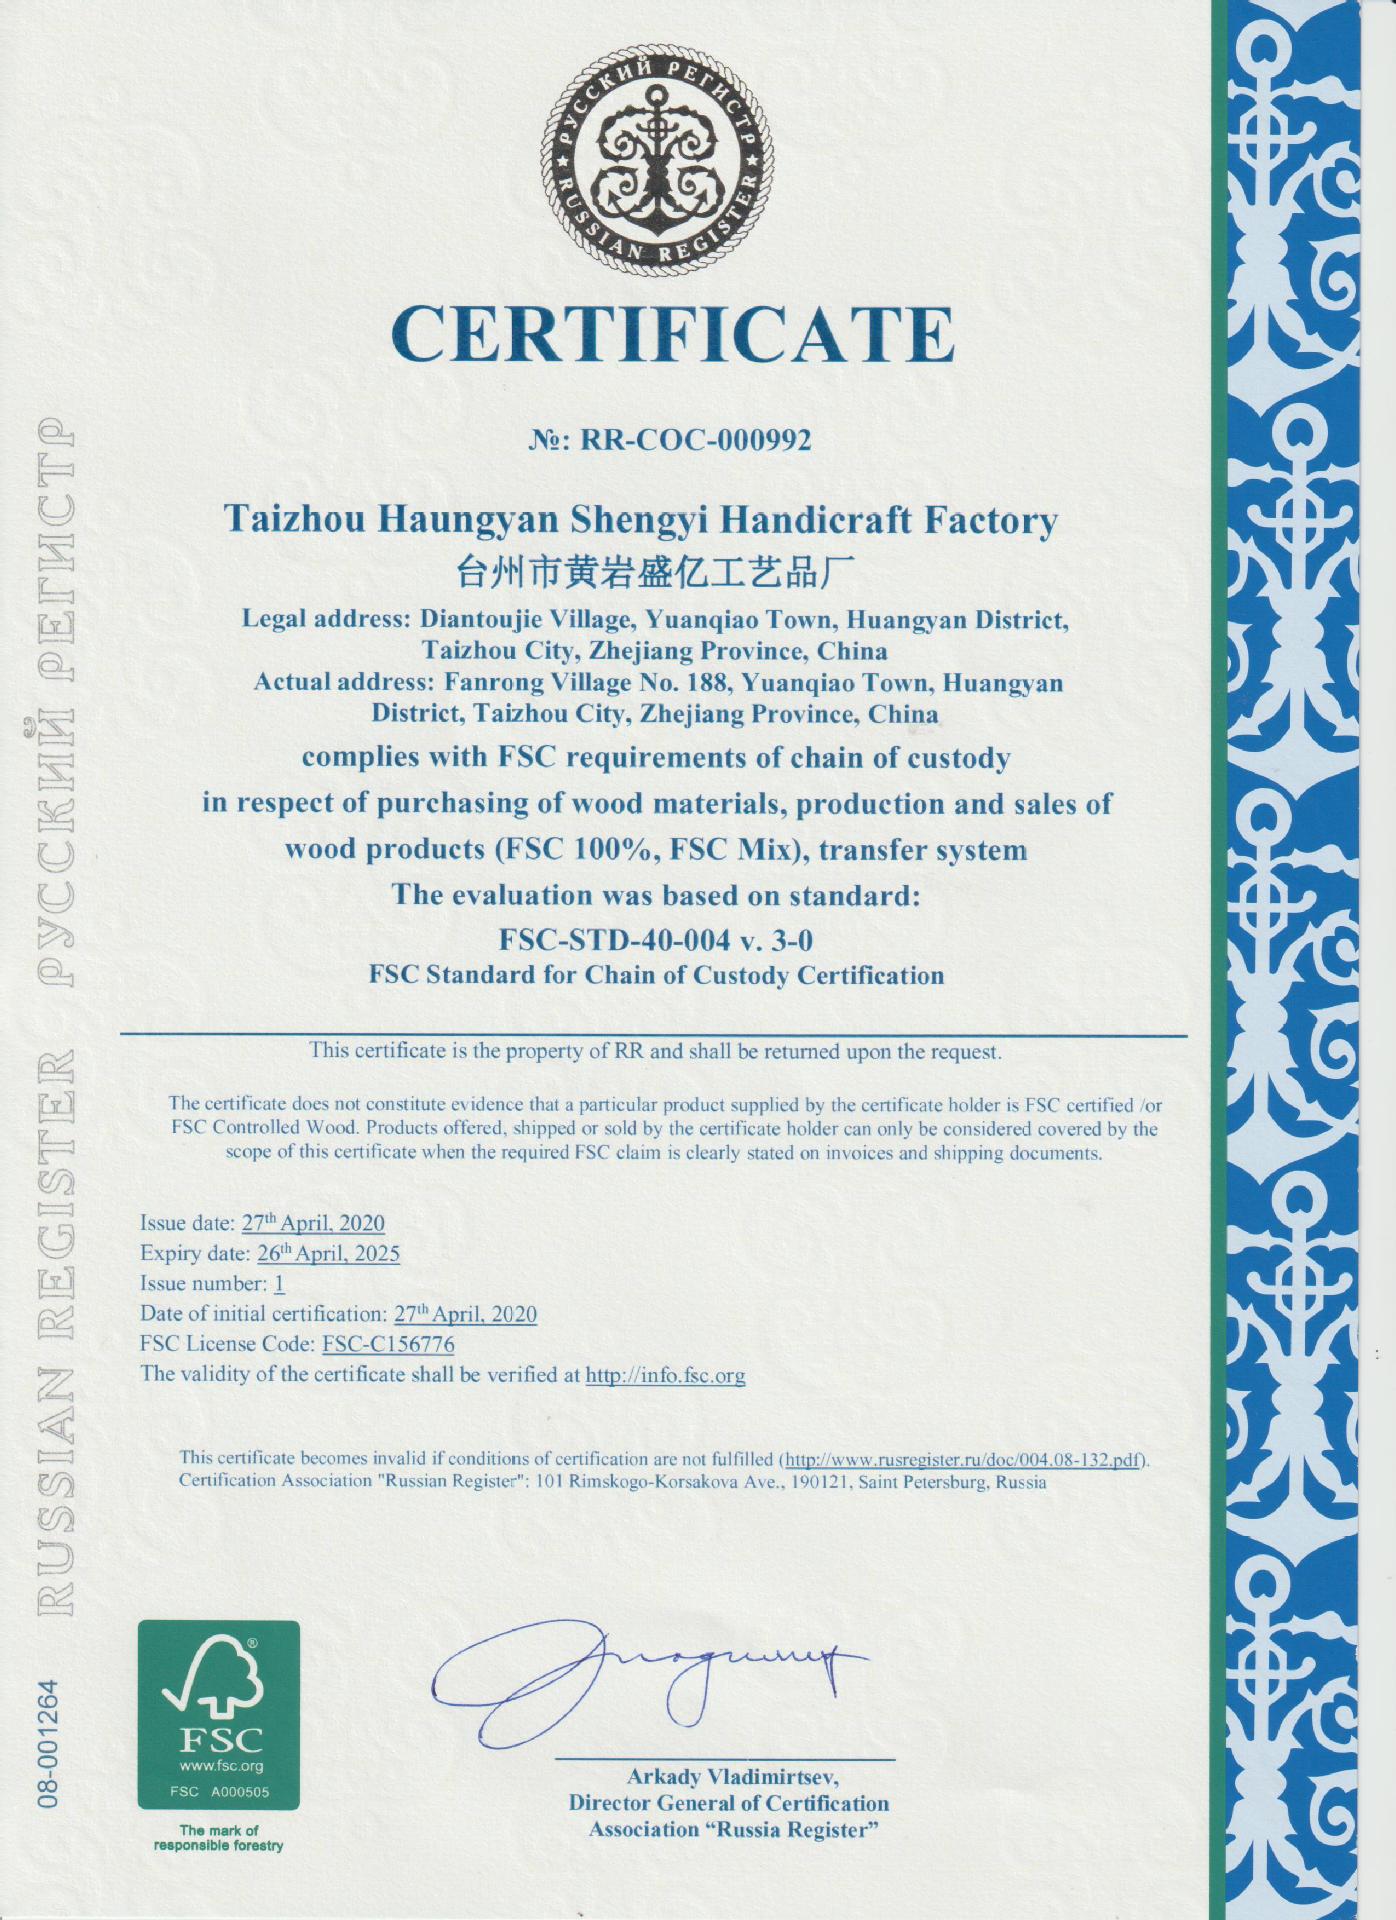 РУССКИЙ РЕГИСТР
RUSSIAN REGISTER
CERTIFICATE
№: RR-COC-000992
Taizhou Haungyan Shengyi Handicraft Factory
台州市黄岩盛亿工艺品厂
Legal address: Diantoujie Village, Yuanqiao Town, Huangyan District,
Taizhou City, Zhejiang Province, China
Actual address: Fanrong Village No. 188, Yuanqiao Town, Huangyan
District, Taizhou City, Zhejiang Province, China
complies with FSC requirements of chain of custody
in respect of purchasing of wood materials, production and sales of
wood products (FSC 100%, FSC Mix), transfer system
The evaluation was based on standard:
FSC-STD-40-004 v. 3-0
FSC Standard for Chain of Custody Certification
This certificate is the property of RR and shall be returned upon the request.
The certificate does not constitute evidence that a particular product supplied by the certificate holder is FSC certified /or
FSC Controlled Wood. Products offered, shipped or sold by the certificate holder can only be considered covered by the
scope of this certificate when the required FSC claim is clearly stated on invoices and shipping documents.
Issue date: 27th April, 2020
Expiry date: 26th April, 2025
Issue number: 1
Date of initial certification: 27th April, 2020
FSC License Code: FSC-C156776
The validity of the certificate shall be verified at http://info.fsc.org
This certificate becomes invalid if conditions of certification are not fulfilled (http://www.rusregister.ru/doc/004.08-132.pdf).
Certification Association "Russian Register": 101 Rimskogo-Korsakova Ave., 190121, Saint Petersburg, Russia
FSC
www.fsc.org
FSC A000505
The mark of
responsible forestry
Arkady Vladimirtsev,
Director General of Certification
Association “Russia Register”
08-001264
RUSSIAN REGISTER РУССКИЙ РЕГИСТР